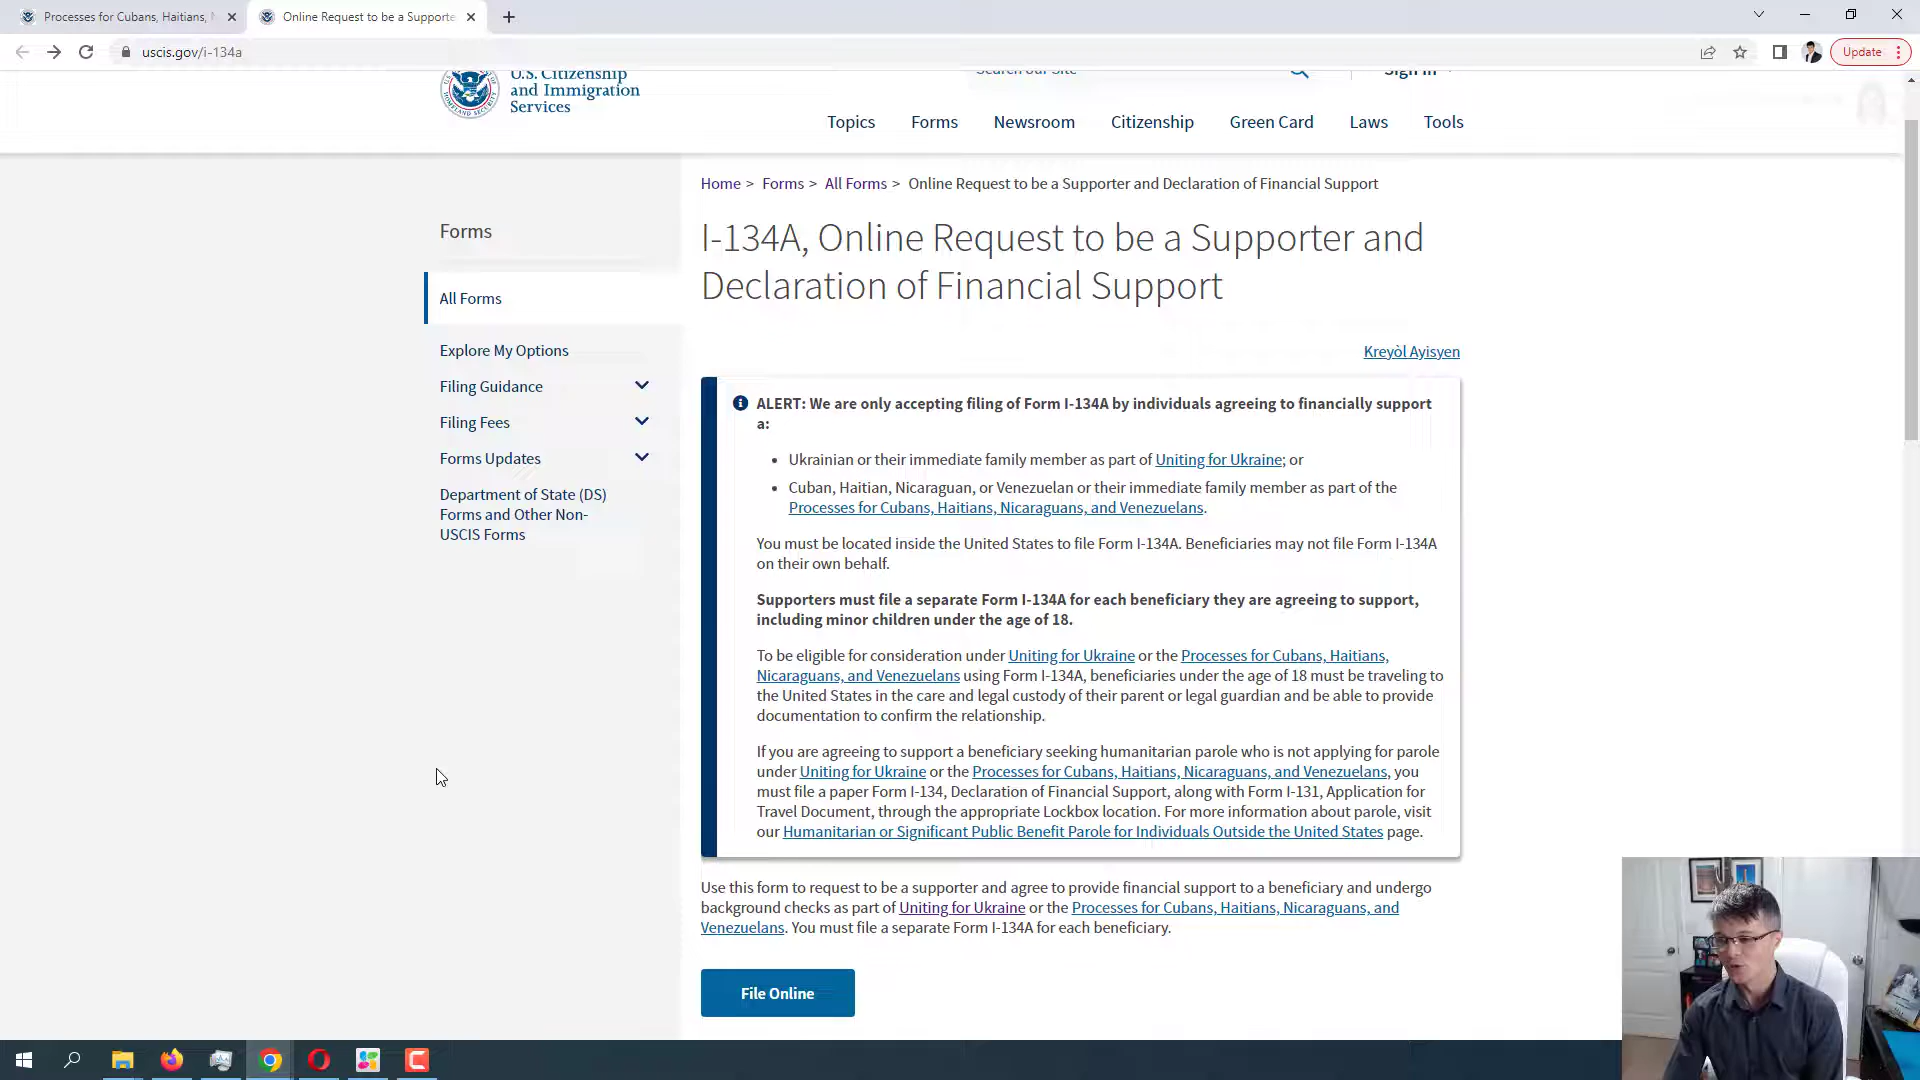 Processes for Cubans, Haitians,
Online Request to be a Supporte
uscis.gov/i-134a
Update
U.S. Citizenship
and Immigration
Services
Search our Site
Sign In
Topics
Forms
Newsroom
Citizenship
Green Card
Laws
Tools
Home > Forms > All Forms > Online Request to be a Supporter and Declaration of Financial Support
Forms
All Forms
Explore My Options
Filing Guidance
Filing Fees
Forms Updates
Department of State (DS)
Forms and Other Non-
USCIS Forms
I-134A, Online Request to be a Supporter and
Declaration of Financial Support
Kreyòl Ayisyen
ALERT: We are only accepting filing of Form I-134A by individuals agreeing to financially support
a:
• Ukrainian or their immediate family member as part of Uniting for Ukraine; or
• Cuban, Haitian, Nicaraguan, or Venezuelan or their immediate family member as part of the
Processes for Cubans, Haitians, Nicaraguans, and Venezuelans.
You must be located inside the United States to file Form I-134A. Beneficiaries may not file Form I-134A
on their own behalf.
Supporters must file a separate Form I-134A for each beneficiary they are agreeing to support,
including minor children under the age of 18.
To be eligible for consideration under Uniting for Ukraine or the Processes for Cubans, Haitians,
Nicaraguans, and Venezuelans using Form I-134A, beneficiaries under the age of 18 must be traveling to
the United States in the care and legal custody of their parent or legal guardian and be able to provide
documentation to confirm the relationship.
If you are agreeing to support a beneficiary seeking humanitarian parole who is not applying for parole
under Uniting for Ukraine or the Processes for Cubans, Haitians, Nicaraguans, and Venezuelans, you
must file a paper Form I-134, Declaration of Financial Support, along with Form I-131, Application for
Travel Document, through the appropriate Lockbox location. For more information about parole, visit
our Humanitarian or Significant Public Benefit Parole for Individuals Outside the United States page.
Use this form to request to be a supporter and agree to provide financial support to a beneficiary and undergo
background checks as part of Uniting for Ukraine or the Processes for Cubans, Haitians, Nicaraguans, and
Venezuelans. You must file a separate Form I-134A for each beneficiary.
File Online